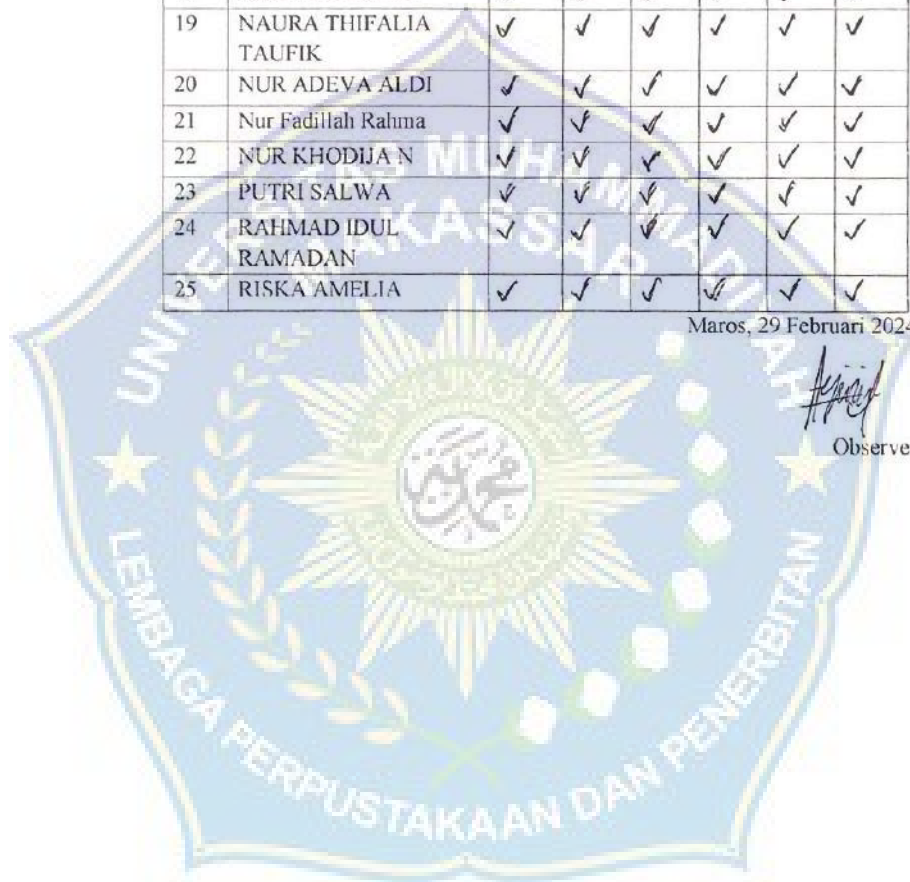 19 NAURA THIFALIA ✓ ✓ ✓ ✓ ✓ ✓
TAUFIK
20 NUR ADEVA ALDI ✓ ✓ ✓ ✓ ✓ ✓
21 Nur Fadillah Rahma ✓ ✓ ✓ ✓ ✓ ✓
22 NUR KHODIJA N ✓ ✓ ✓ ✓ ✓ ✓
23 PUTRI SALWA ✓ ✓ ✓ ✓ ✓ ✓
24 RAHMAD IDUL ✓ ✓ ✓ ✓ ✓ ✓
RAMADAN
25 RISKA AMELIA ✓ ✓ ✓ ✓ ✓ ✓
Maros, 29 Februari 2024
Observe
UNIVERSITAS MUHAMMADIYAH
MAKASSAR
LEMBAGA PERPUSTAKAAN DAN PENERBITAN